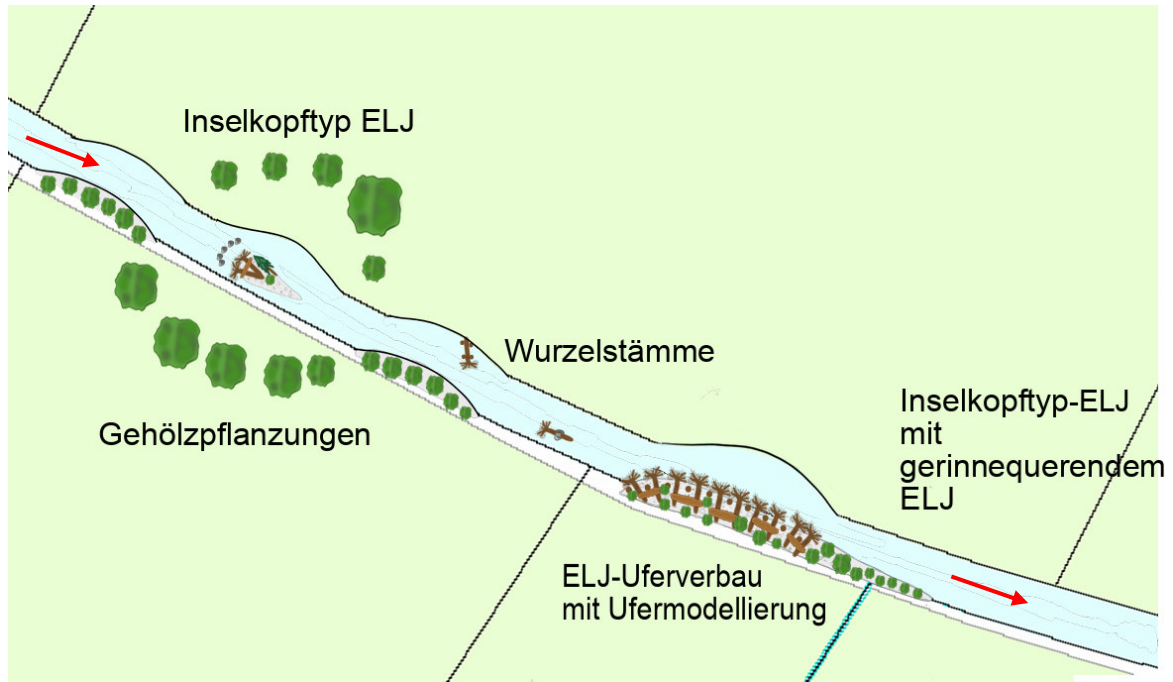 Inselkopftyp ELJ
Wurzelstämme
Gehölzpflanzungen
Inselkopftyp-ELJ
mit
gerinnequerendem
ELJ
ELJ-Uferverbau
mit Ufermodellierung